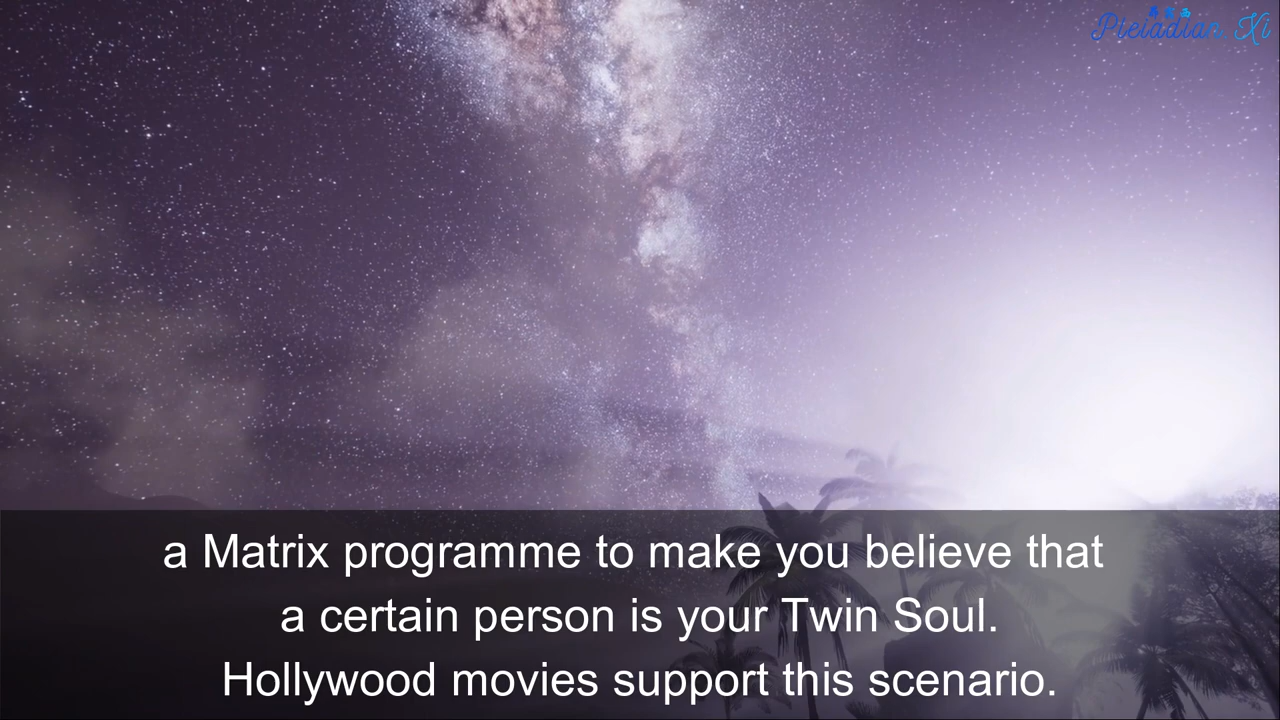 Pleiadian Xi
a Matrix programme to make you believe that
a certain person is your Twin Soul.
Hollywood movies support this scenario.